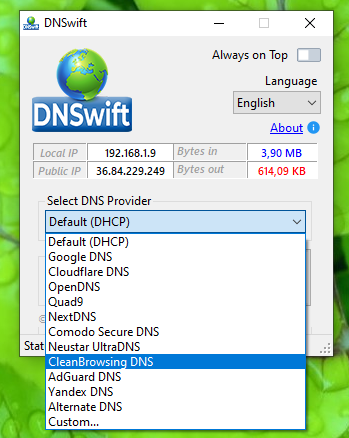 DNSwift
Always on Top
Language
DNSwift
English
About
Local IP 192.168.1.9 Bytes in 3,90 MB
Public IP 36.84.229.249 Bytes out 614,09 KB
Select DNS Provider
Default (DHCP)
Default (DHCP)
Google DNS
Cloudflare DNS
OpenDNS
Quad9
NextDNS
Comodo Secure DNS
Neustar UltraDNS
CleanBrowsing DNS
AdGuard DNS
Yandex DNS
Alternate DNS
Custom...